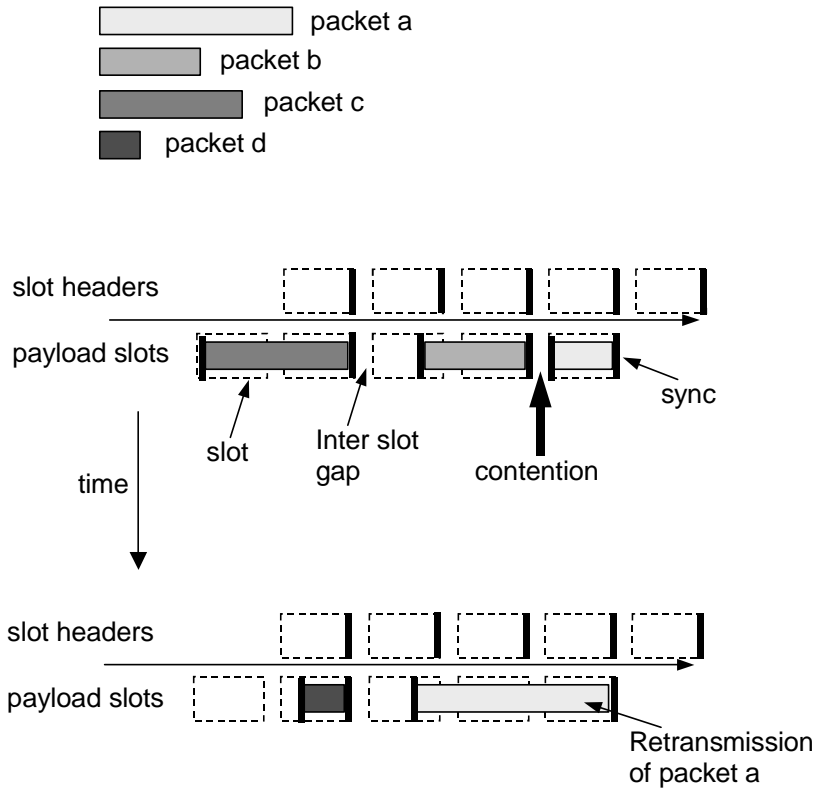 packet a
packet b
packet c
packet d
slot headers
payload slots
sync
slot
Inter slot
gap
contention
time
slot headers
payload slots
Retransmission
of packet a